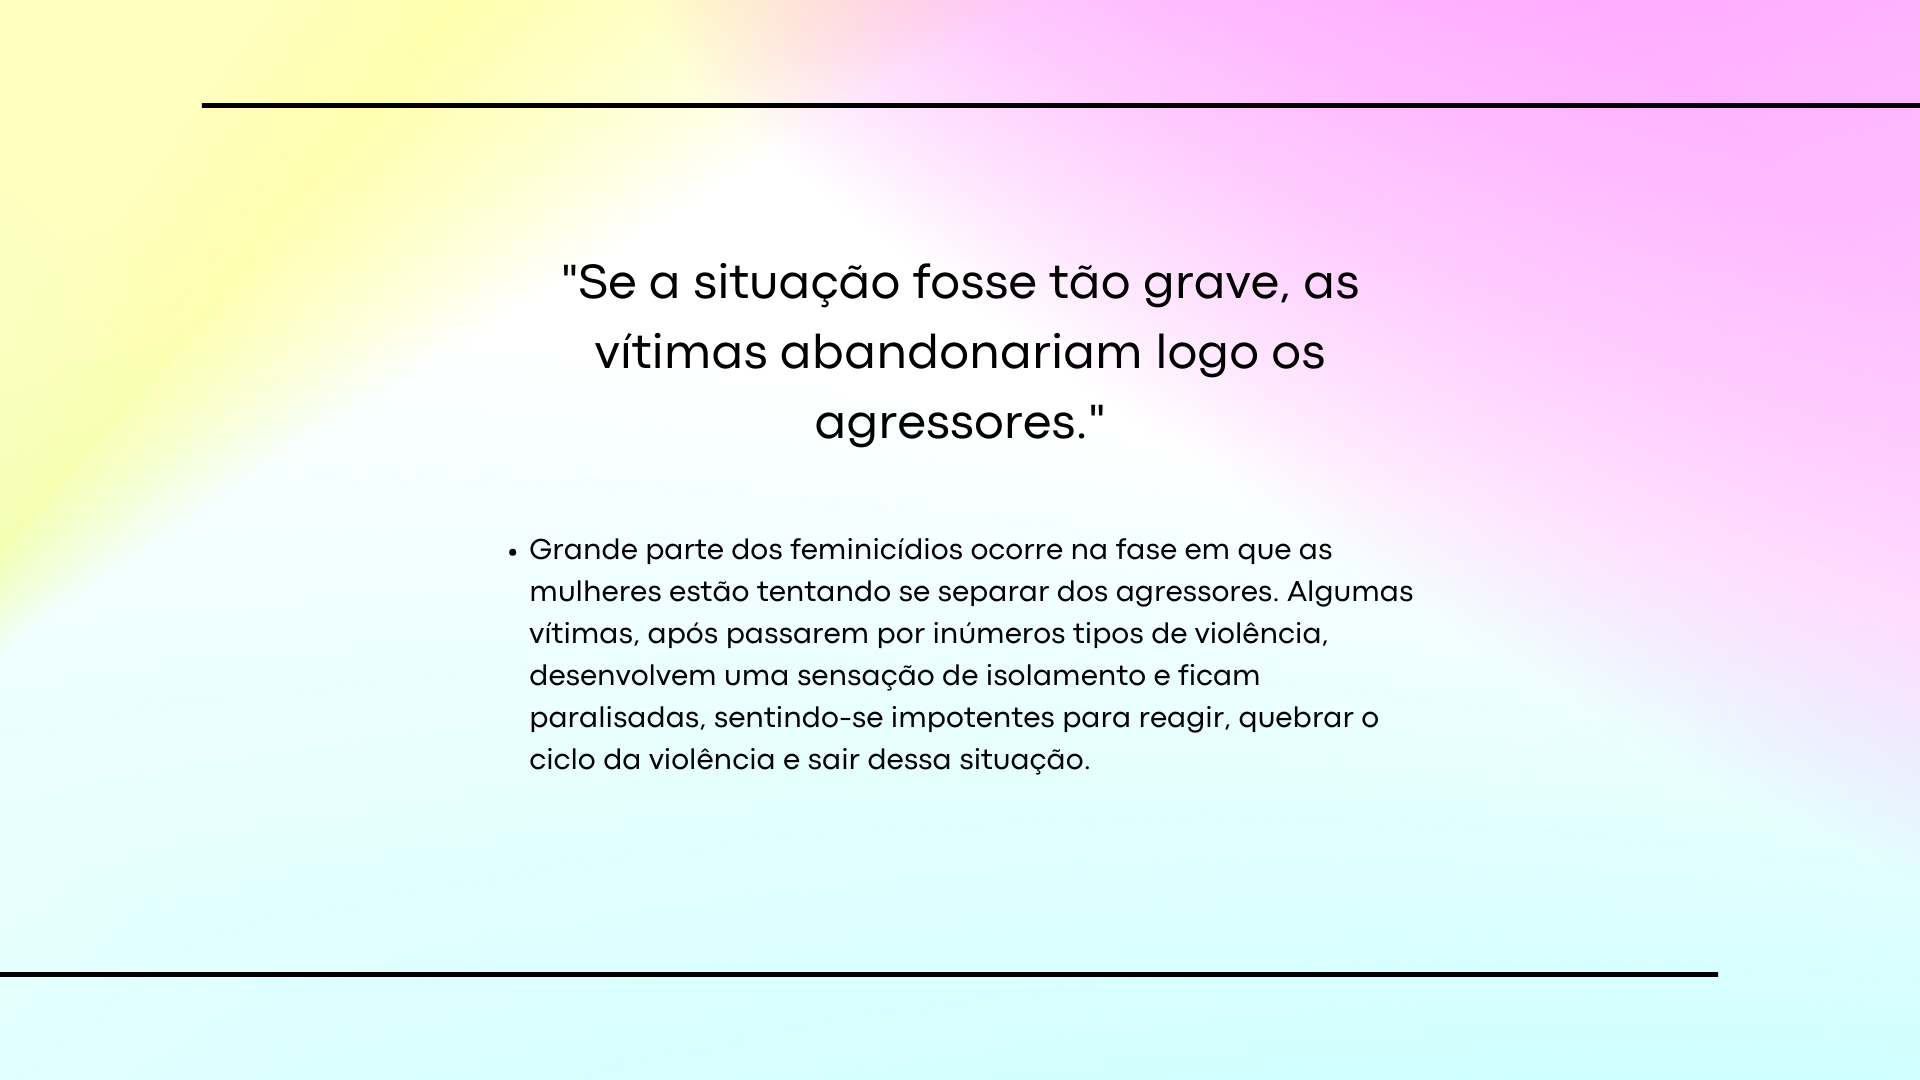 "Se a situação fosse tão grave, as
vítimas abandonariam logo os
agressores."
• Grande parte dos feminicídios ocorre na fase em que as
mulheres estão tentando se separar dos agressores. Algumas
vítimas, após passarem por inúmeros tipos de violência,
desenvolvem uma sensação de isolamento e ficam
paralisadas, sentindo-se impotentes para reagir, quebrar o
ciclo da violência e sair dessa situação.